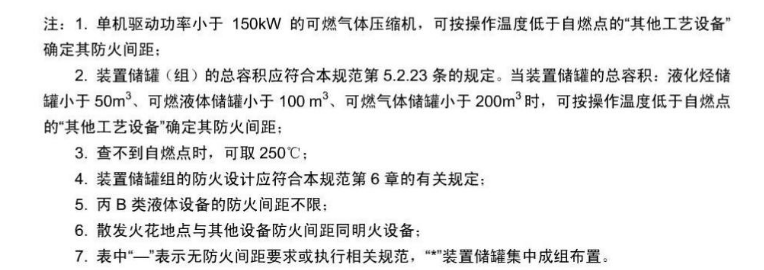 注：1. 单机驱动功率小于 150kW 的可燃气体压缩机，可按操作温度低于自燃点的“其他工艺设备”
确定其防火间距；
2. 装置储罐（组）的总容积应符合本规范第 5.2.23 条的规定。当装置储罐的总容积：液化烃储
罐小于 50m³、可燃液体储罐小于 100 m³、可燃气体储罐小于 200m³ 时，可按操作温度低于自燃点
的“其他工艺设备”确定其防火间距；
3. 查不到自燃点时，可取 250℃；
4. 装置储罐组的防火设计应符合本规范第 6 章的有关规定；
5. 丙 B 类液体设备的防火间距不限；
6. 散发火花地点与其他设备防火间距同明火设备；
7. 表中“—”表示无防火间距要求或执行相关规范，“*”装置储罐集中成组布置。